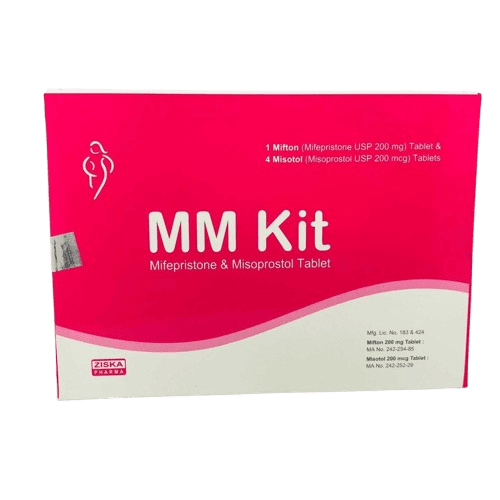 1 Mifton (Mifepristone USP 200 mg) Tablet &
4 Misotol (Misoprostol USP 200 mcg) Tablets
MM Kit
Mifepristone & Misoprostol Tablet
Mfg. Lic. No. 183 & 424
Mifton 200 mg Tablet :
MA No. 242-294-85
Misotol 200 mcg Tablet :
MA No. 242-252-29
ZISKA
PHARMA